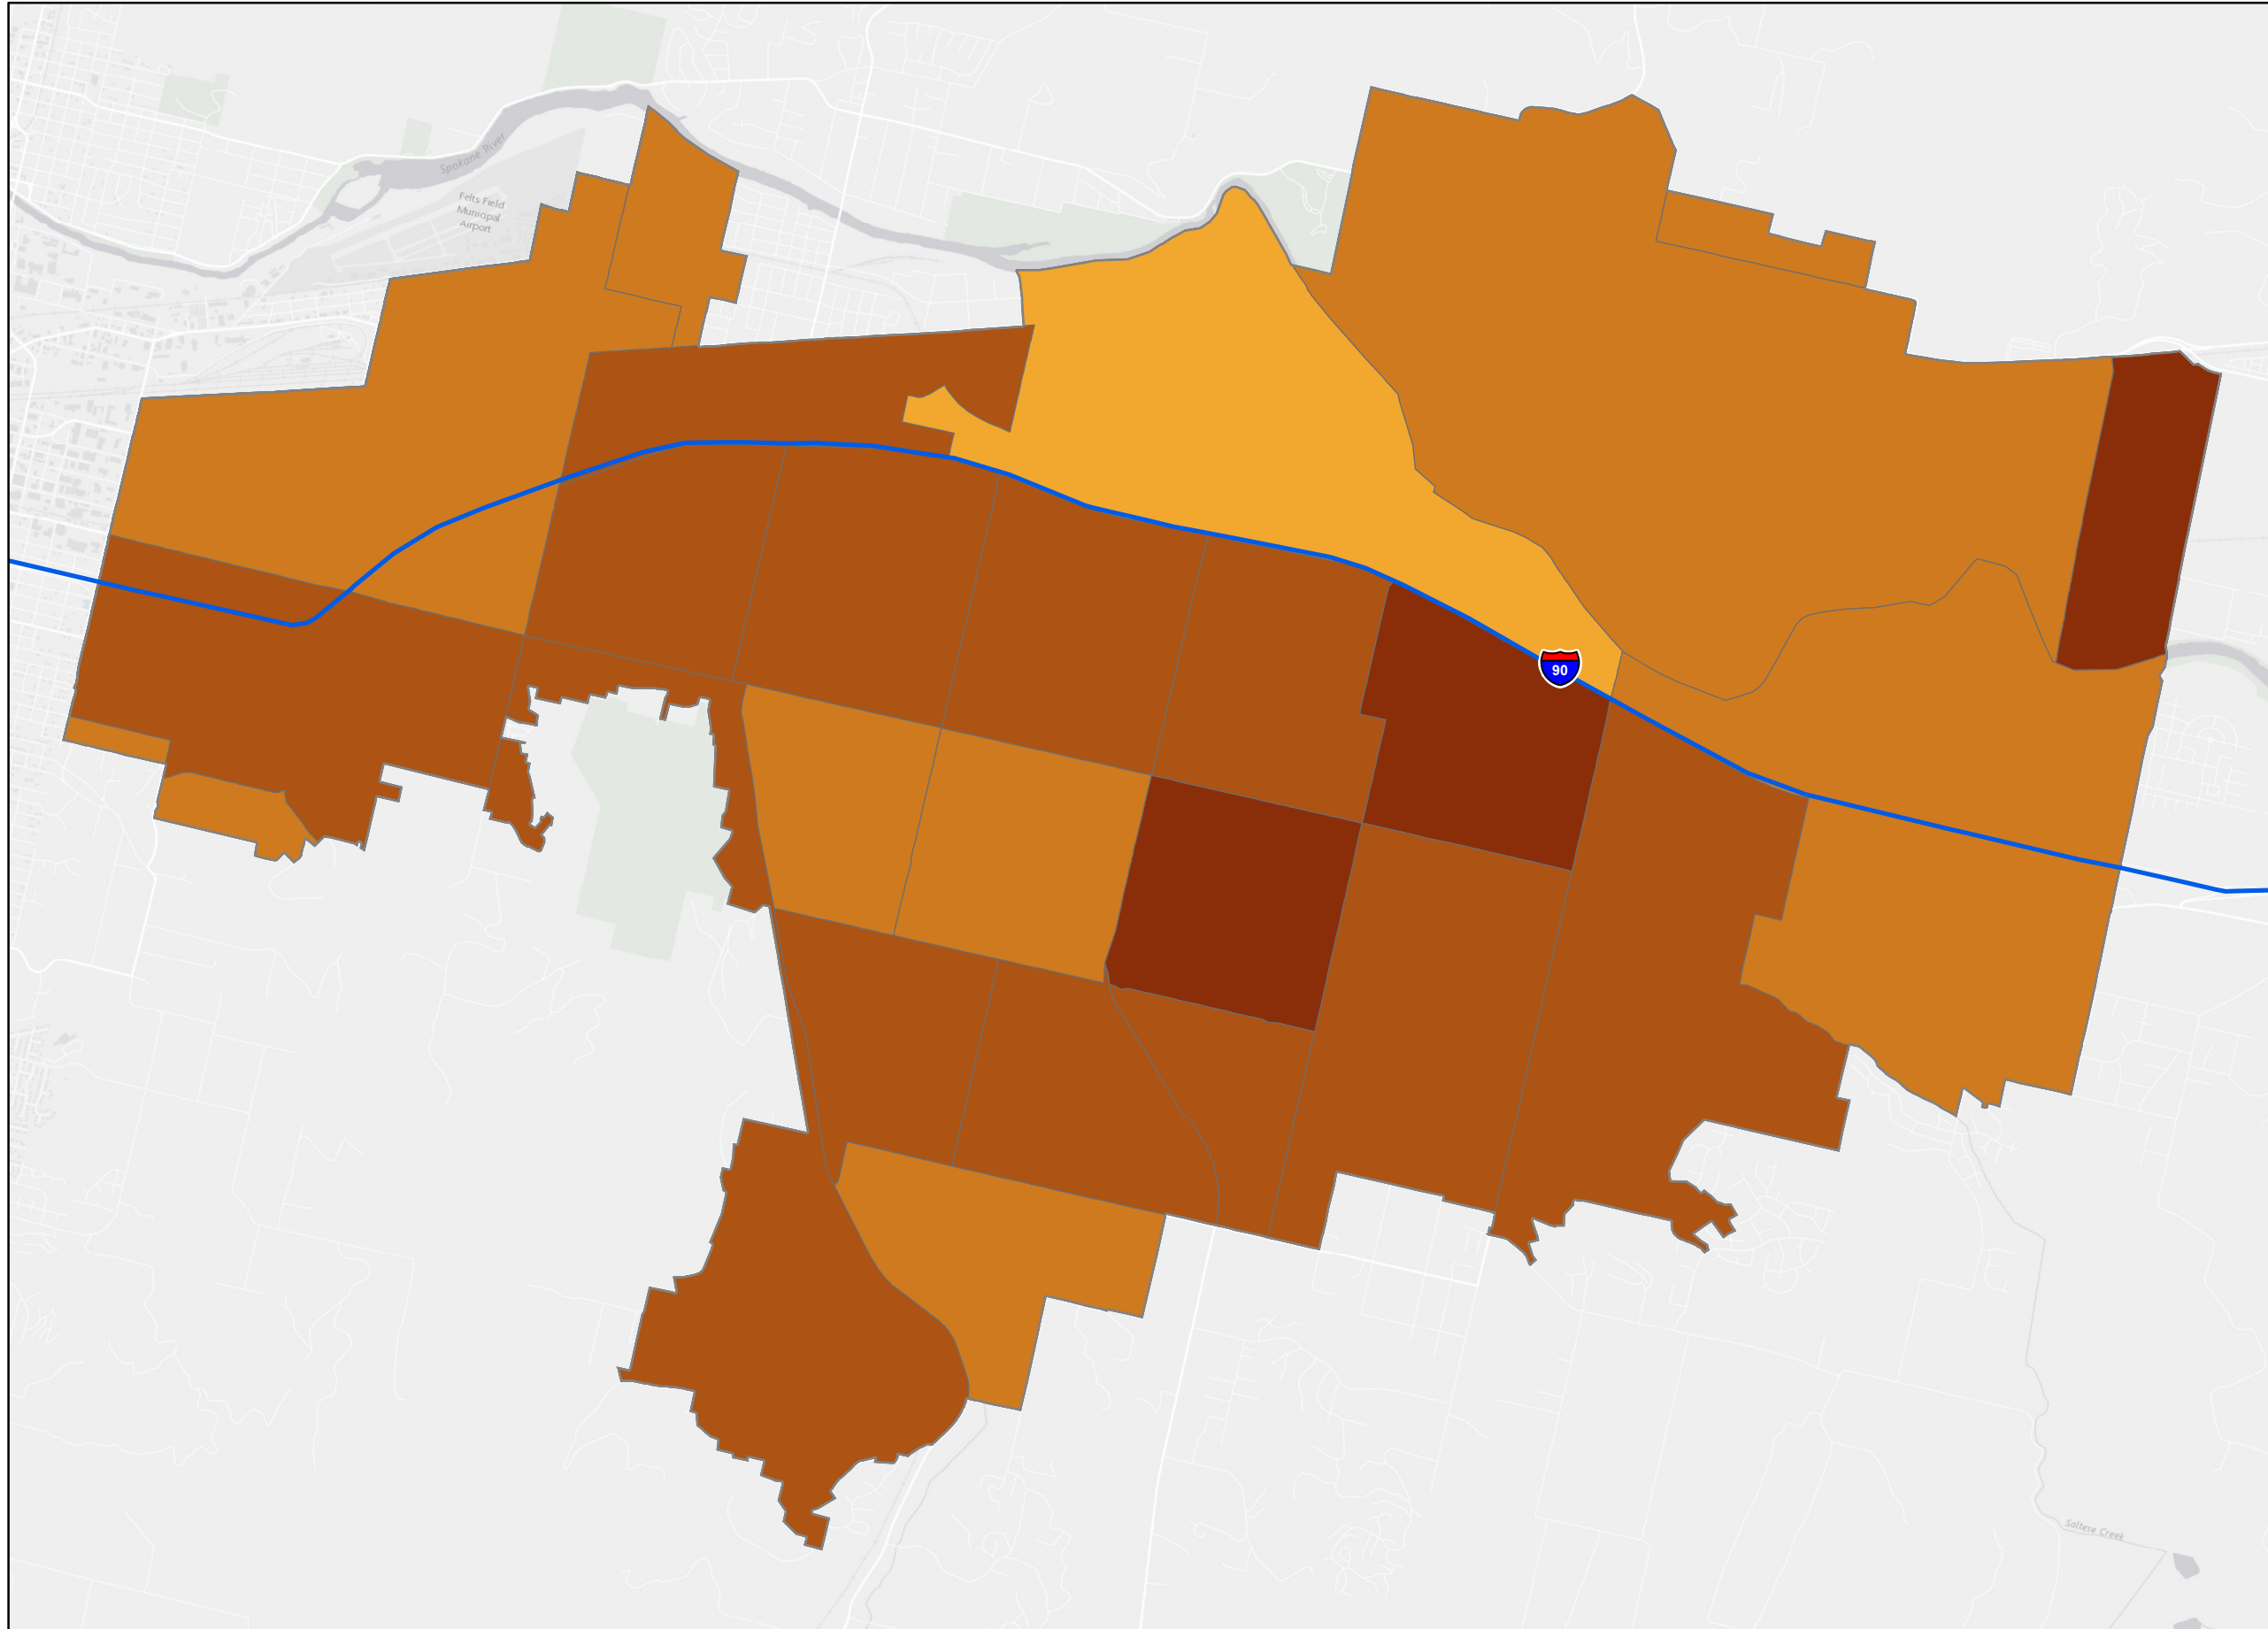 Spokane River
Felts Field
Municipal
Airport
90
Saltese Creek